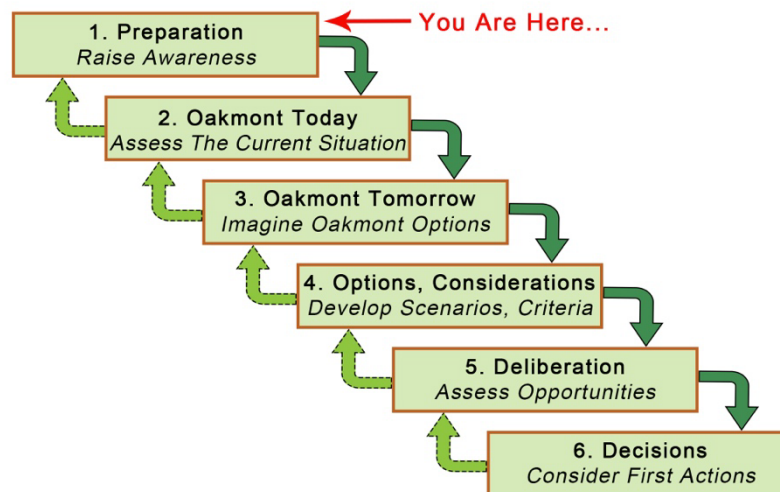 You Are Here...
1. Preparation
Raise Awareness
2. Oakmont Today
Assess The Current Situation
3. Oakmont Tomorrow
Imagine Oakmont Options
4. Options, Considerations
Develop Scenarios, Criteria
5. Deliberation
Assess Opportunities
6. Decisions
Consider First Actions